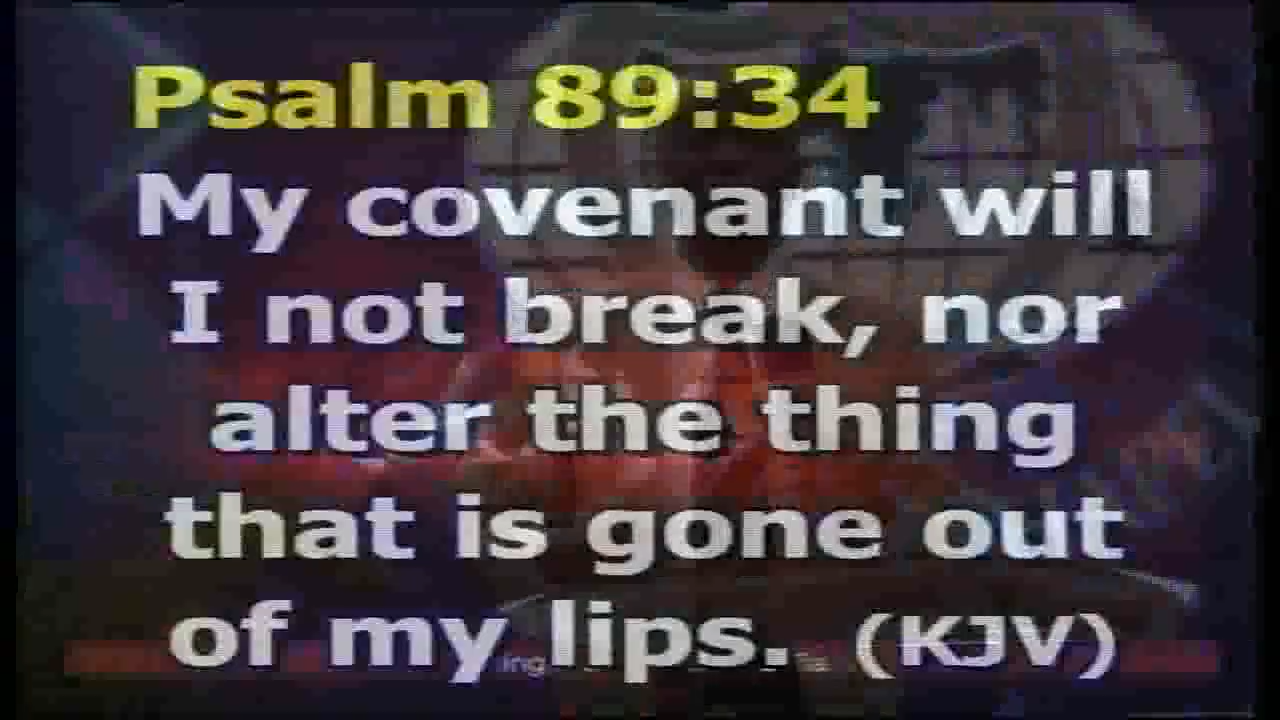 Psalm 89:34
My covenant will
I not break, nor
alter the thing
that is gone out
of my lips. (KJV)